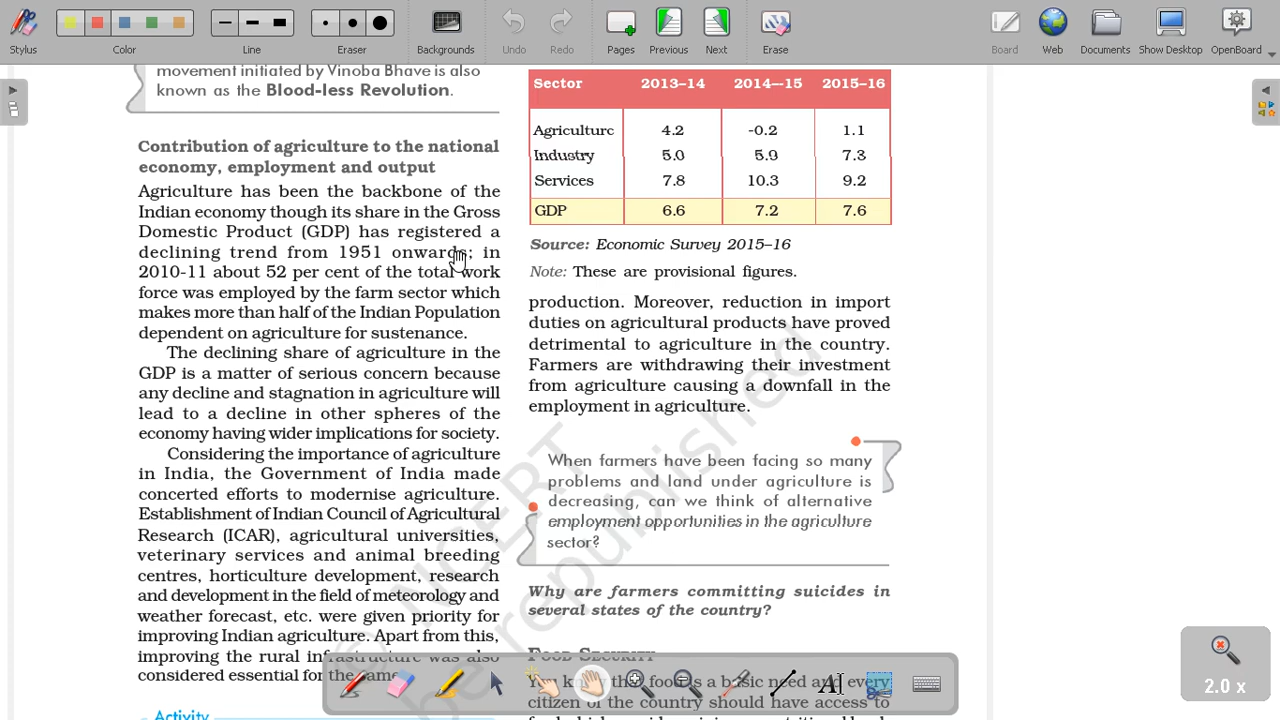 Stylus
Color
Line
Eraser
Backgrounds
Undo
Redo
Pages
Previous
Next
Erase
Board
Web
Documents
Show Desktop
OpenBoard
movement initiated by Vinoba Bhave is also
known as the Blood-less Revolution.
Contribution of agriculture to the national
economy, employment and output
Agriculture has been the backbone of the
Indian economy though its share in the Gross
Domestic Product (GDP) has registered a
declining trend from 1951 onwards; in
2010-11 about 52 per cent of the total work
force was employed by the farm sector which
makes more than half of the Indian Population
dependent on agriculture for sustenance.
The declining share of agriculture in the
GDP is a matter of serious concern because
any decline and stagnation in agriculture will
lead to a decline in other spheres of the
economy having wider implications for society.
Considering the importance of agriculture
in India, the Government of India made
concerted efforts to modernise agriculture.
Establishment of Indian Council of Agricultural
Research (ICAR), agricultural universities,
veterinary services and animal breeding
centres, horticulture development, research
and development in the field of meteorology and
weather forecast, etc. were given priority for
improving Indian agriculture. Apart from this,
improving the rural infrastructure was also
considered essential for the same.
Activity
Sector 2013–14 2014—15 2015–16
Agriculture 4.2 -0.2 1.1
Industry 5.0 5.9 7.3
Services 7.8 10.3 9.2
GDP 6.6 7.2 7.6
Source: Economic Survey 2015–16
Note: These are provisional figures.
production. Moreover, reduction in import
duties on agricultural products have proved
detrimental to agriculture in the country.
Farmers are withdrawing their investment
from agriculture causing a downfall in the
employment in agriculture.
When farmers have been facing so many
problems and land under agriculture is
decreasing, can we think of alternative
employment opportunities in the agriculture
sector?
Why are farmers committing suicides in
several states of the country?
FOOD SECURITY
You know that food is a basic need and every
citizen of the country should have access to
© NCERT
be republished
2.0 x